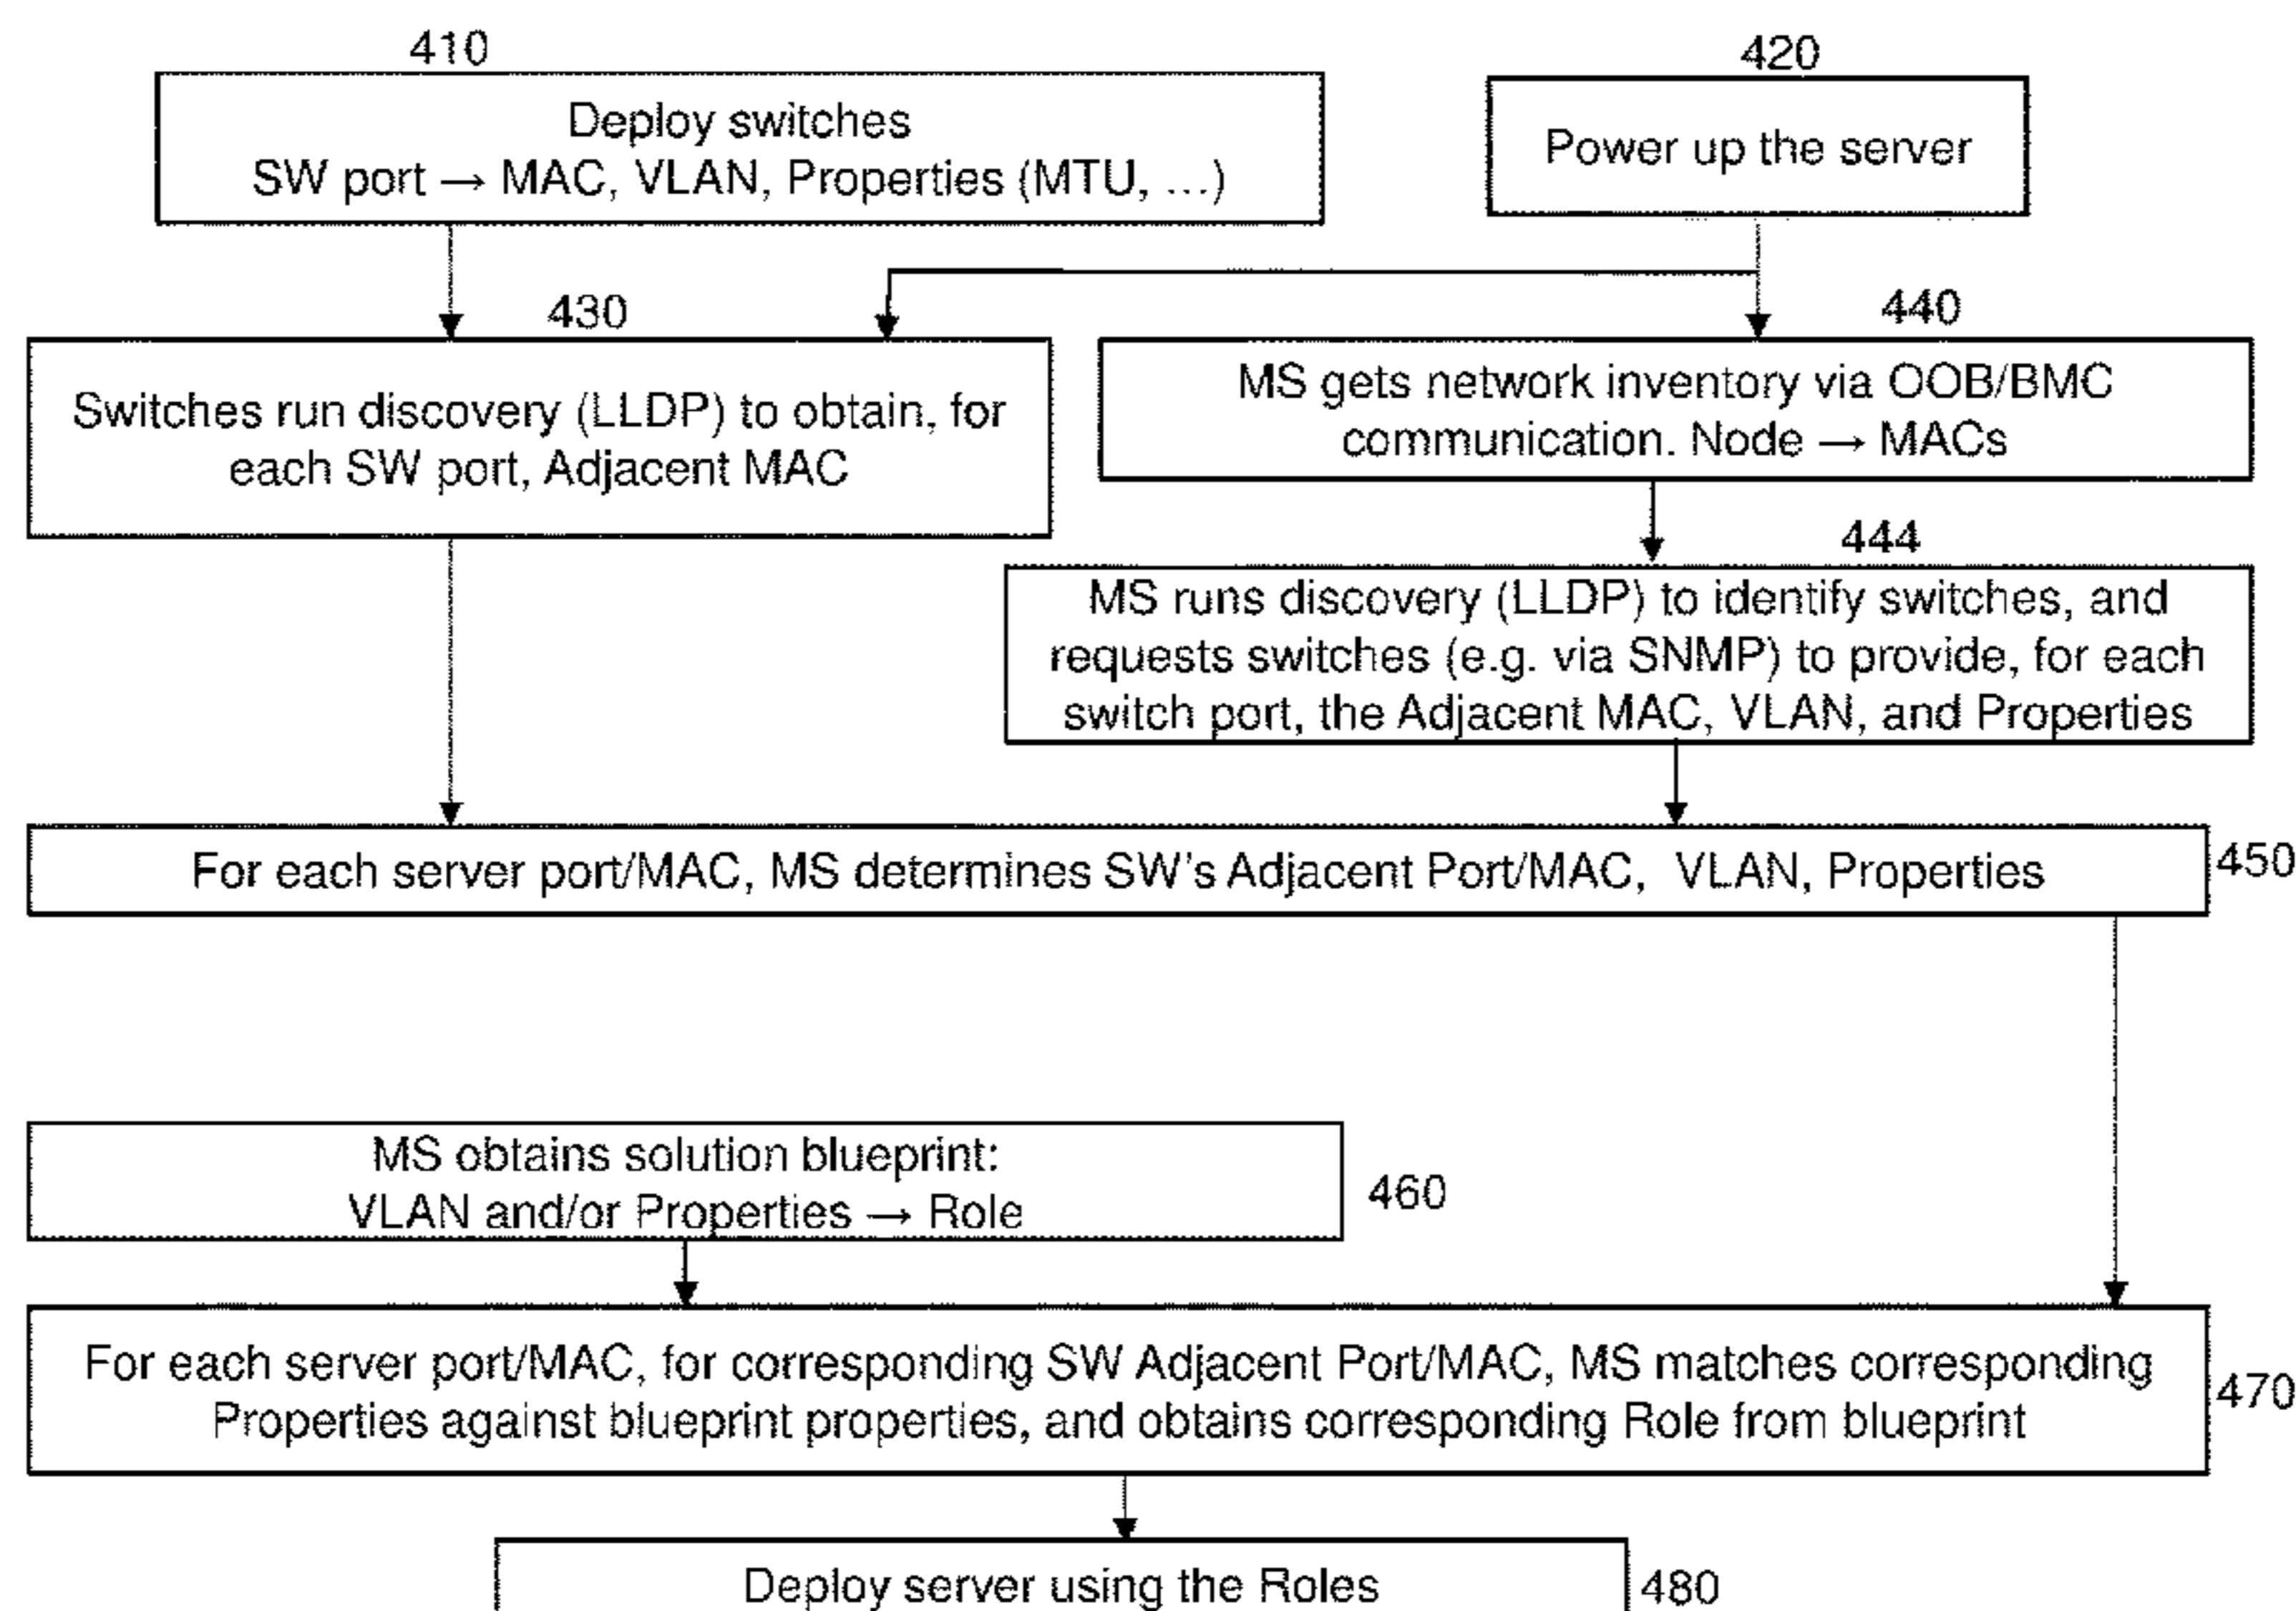 410
Deploy switches
SW port → MAC, VLAN, Properties (MTU, ...)
420
Power up the server
430
Switches run discovery (LLDP) to obtain, for
each SW port, Adjacent MAC
440
MS gets network inventory via OOB/BMC
communication. Node → MACs
444
MS runs discovery (LLDP) to identify switches, and
requests switches (e.g. via SNMP) to provide, for each
switch port, the Adjacent MAC, VLAN, and Properties
For each server port/MAC, MS determines SW's Adjacent Port/MAC, VLAN, Properties
450
MS obtains solution blueprint:
VLAN and/or Properties → Role
460
For each server port/MAC, for corresponding SW Adjacent Port/MAC, MS matches corresponding
Properties against blueprint properties, and obtains corresponding Role from blueprint
470
Deploy server using the Roles
480